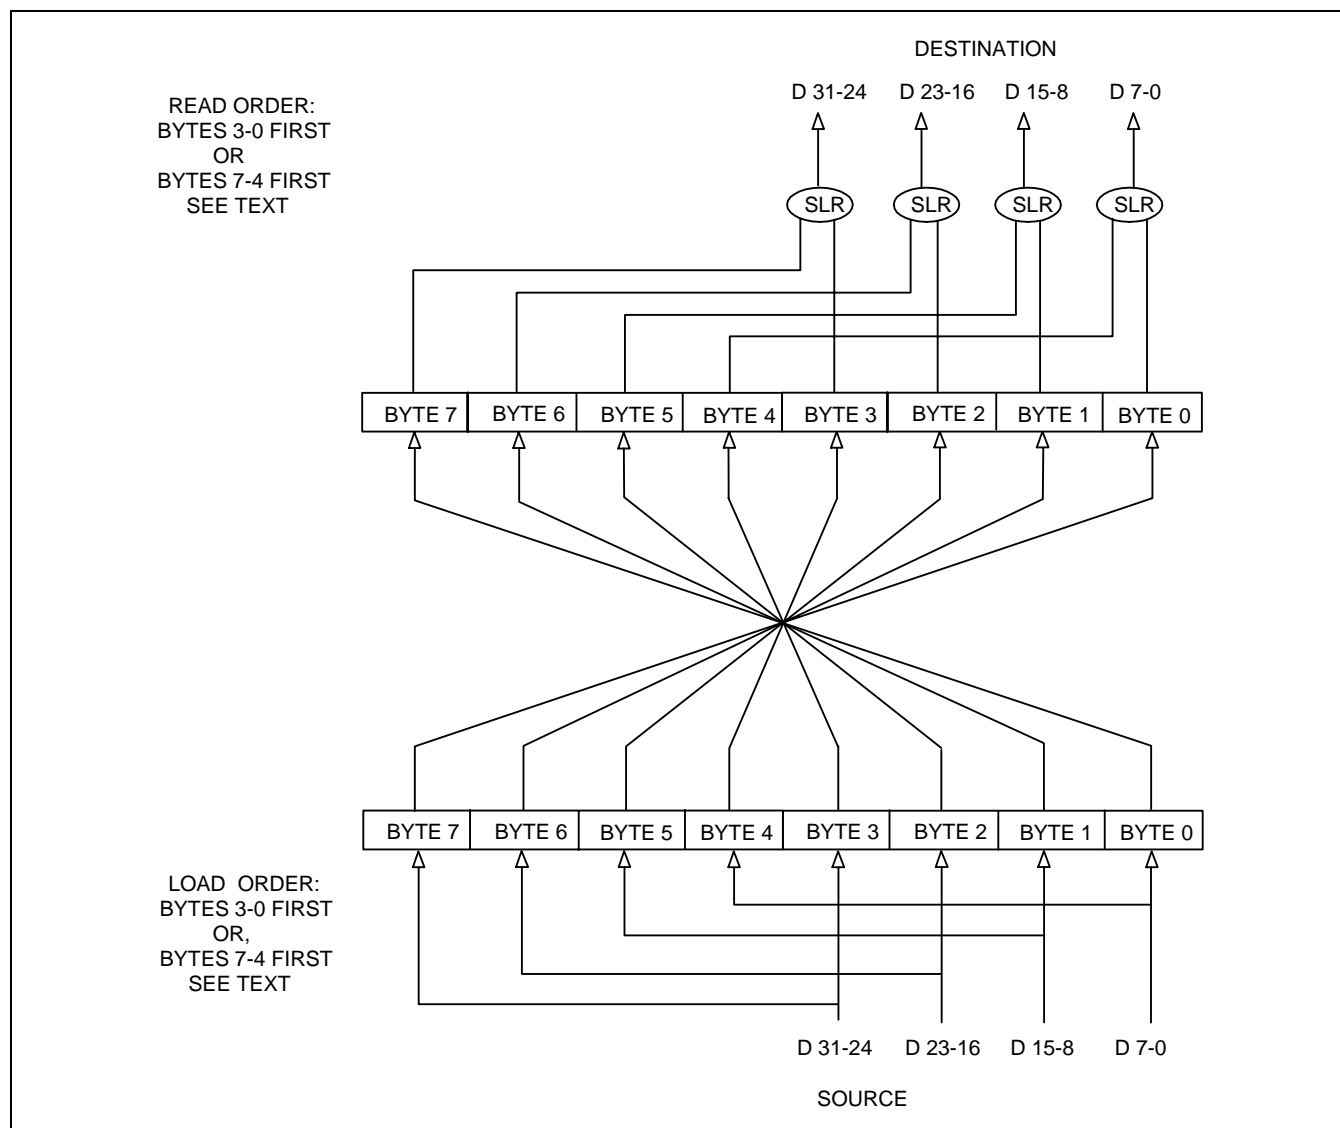 DESTINATION
D 31-24 D 23-16 D 15-8 D 7-0
READ ORDER:
BYTES 3-0 FIRST
OR
BYTES 7-4 FIRST
SEE TEXT
SLR SLR SLR SLR
BYTE 7 BYTE 6 BYTE 5 BYTE 4 BYTE 3 BYTE 2 BYTE 1 BYTE 0
BYTE 7 BYTE 6 BYTE 5 BYTE 4 BYTE 3 BYTE 2 BYTE 1 BYTE 0
LOAD ORDER:
BYTES 3-0 FIRST
OR,
BYTES 7-4 FIRST
SEE TEXT
D 31-24 D 23-16 D 15-8 D 7-0
SOURCE